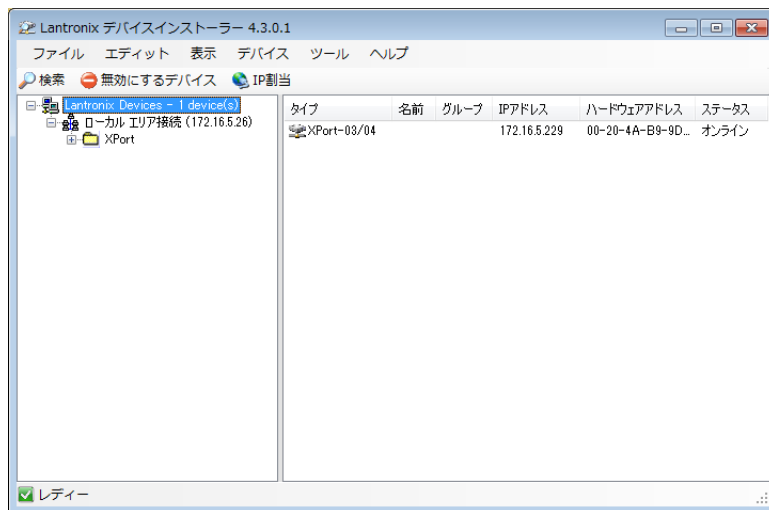 Lantronix デバイスインストーラー 4.3.0.1
ファイル エディット 表示 デバイス ツール ヘルプ
検索 無効にするデバイス IP割当
Lantronix Devices - 1 device(s)
ローカル エリア接続 (172.16.5.26)
XPort
タイプ 名前 グループ IPアドレス ハードウェアアドレス ステータス
XPort-03/04 172.16.5.229 00-20-4A-B9-9D... オンライン
レディー